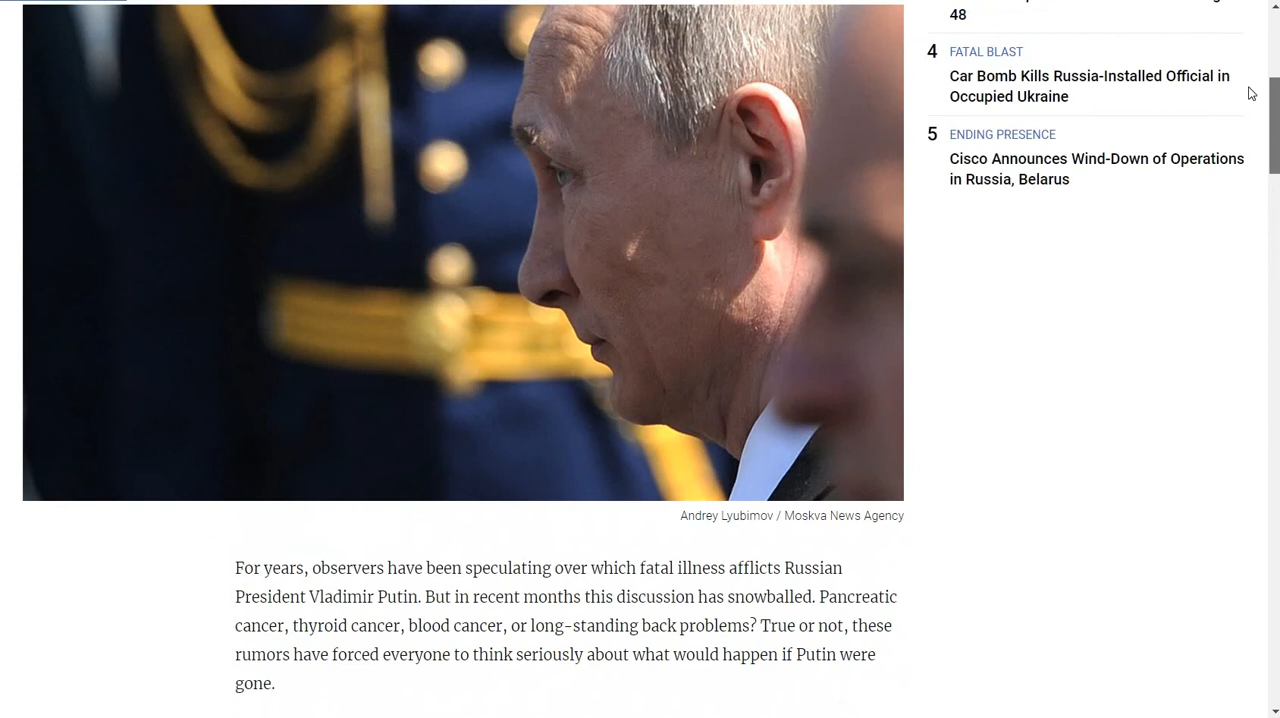 48
4 FATAL BLAST
Car Bomb Kills Russia-Installed Official in
Occupied Ukraine
5 ENDING PRESENCE
Cisco Announces Wind-Down of Operations
in Russia, Belarus
Andrey Lyubimov / Moskva News Agency
For years, observers have been speculating over which fatal illness afflicts Russian
President Vladimir Putin. But in recent months this discussion has snowballed. Pancreatic
cancer, thyroid cancer, blood cancer, or long-standing back problems? True or not, these
rumors have forced everyone to think seriously about what would happen if Putin were
gone.